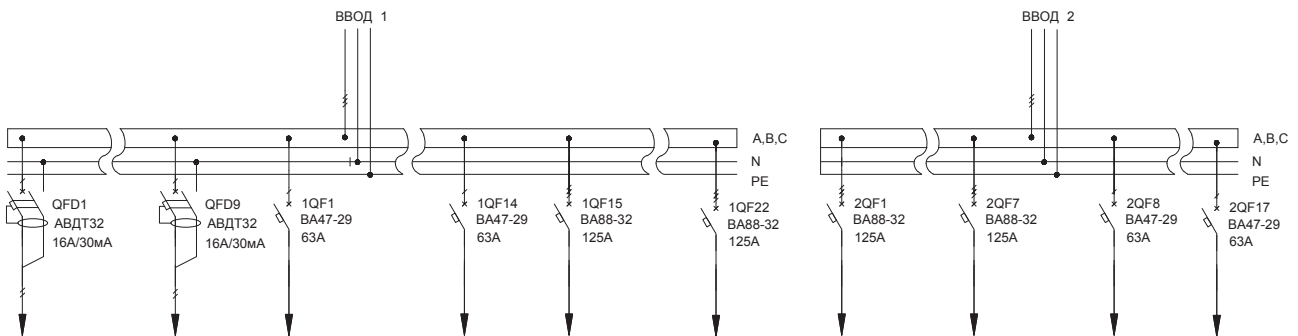 ВВОД 1
ВВОД 2
A,B,C
N
PE
A,B,C
N
PE
QFD1
АВДТ32
16А/30мА
QFD9
АВДТ32
16А/30мА
1QF1
ВА47-29
63А
1QF14
ВА47-29
63А
1QF15
ВА88-32
125А
1QF22
ВА88-32
125А
2QF1
ВА88-32
125А
2QF7
ВА88-32
125А
2QF8
ВА47-29
63А
2QF17
ВА47-29
63А